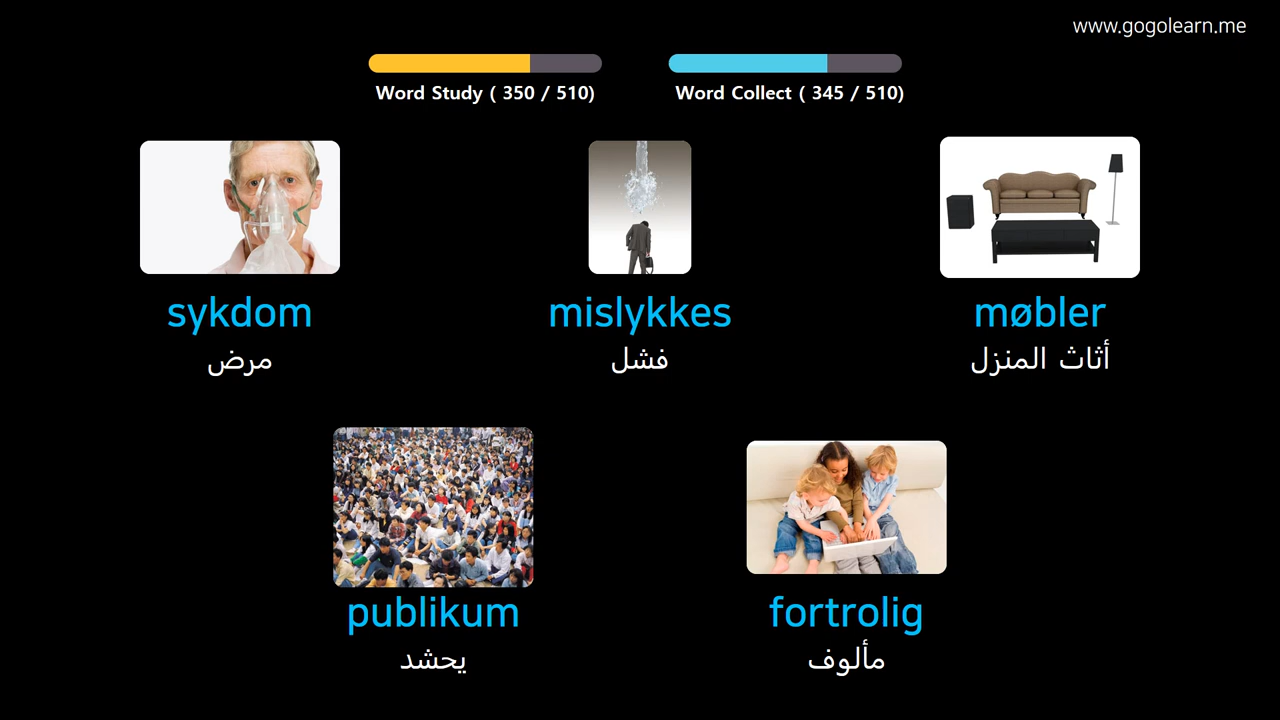 www.gogolearn.me
Word Study ( 350 / 510)
Word Collect ( 345 / 510)
sykdom
مرض
mislykkes
فشل
møbler
أثاث المنزل
publikum
يحشد
fortrolig
مألوف